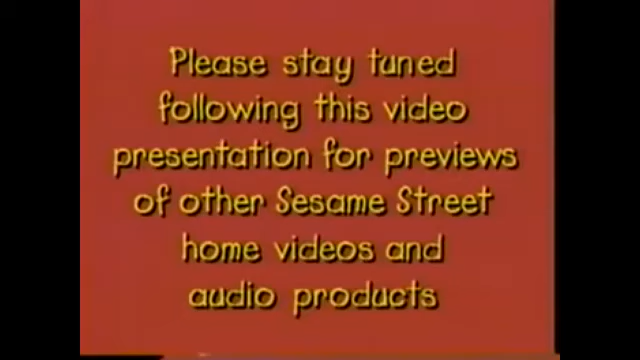 Please stay tuned
following this video
presentation for previews
of other Sesame Street
home videos and
audio products